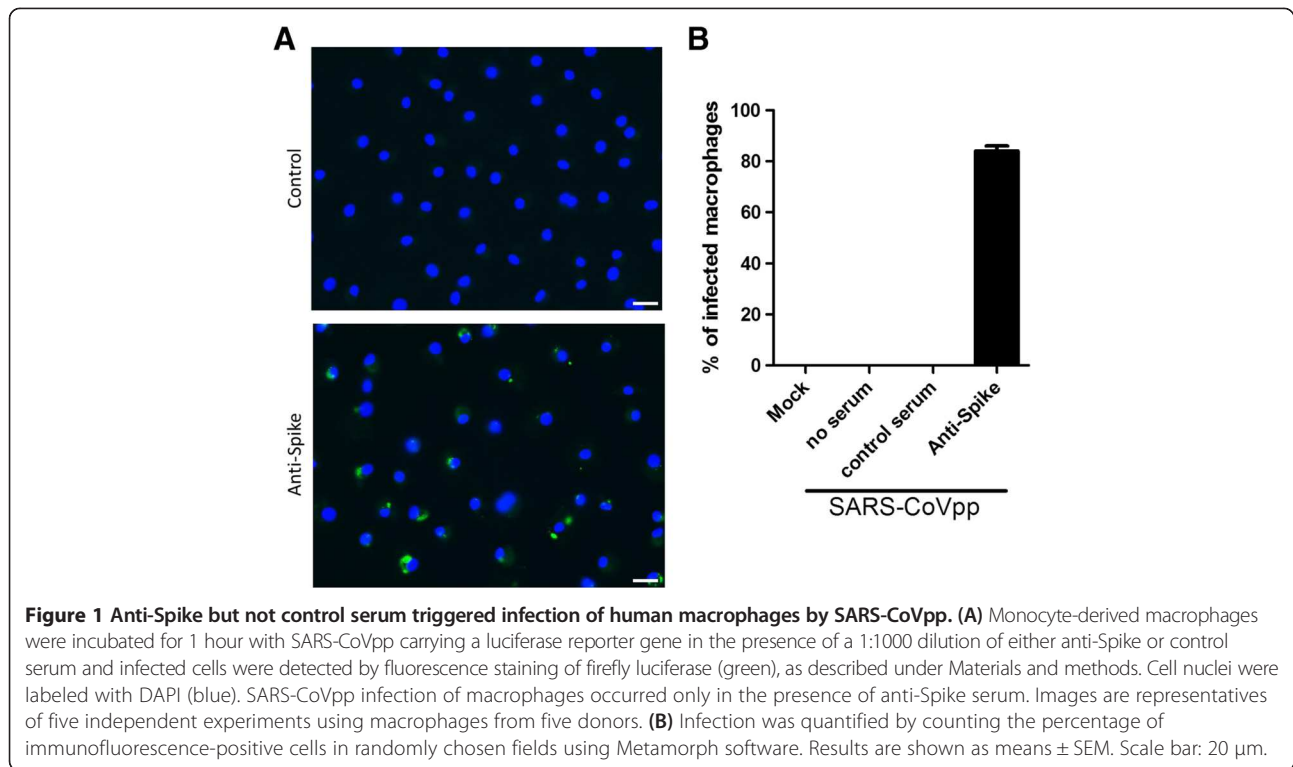 A
Control
Anti-Spike
B
% of infected macrophages
100
80
60
40
20
0
Mock
no serum
control serum
Anti-Spike
SARS-CoVpp
Figure 1 Anti-Spike but not control serum triggered infection of human macrophages by SARS-CoVpp. (A) Monocyte-derived macrophages
were incubated for 1 hour with SARS-CoVpp carrying a luciferase reporter gene in the presence of a 1:1000 dilution of either anti-Spike or control
serum and infected cells were detected by fluorescence staining of firefly luciferase (green), as described under Materials and methods. Cell nuclei were
labeled with DAPI (blue). SARS-CoVpp infection of macrophages occurred only in the presence of anti-Spike serum. Images are representatives
of five independent experiments using macrophages from five donors. (B) Infection was quantified by counting the percentage of
immunofluorescence-positive cells in randomly chosen fields using Metamorph software. Results are shown as means ± SEM. Scale bar: 20 μm.